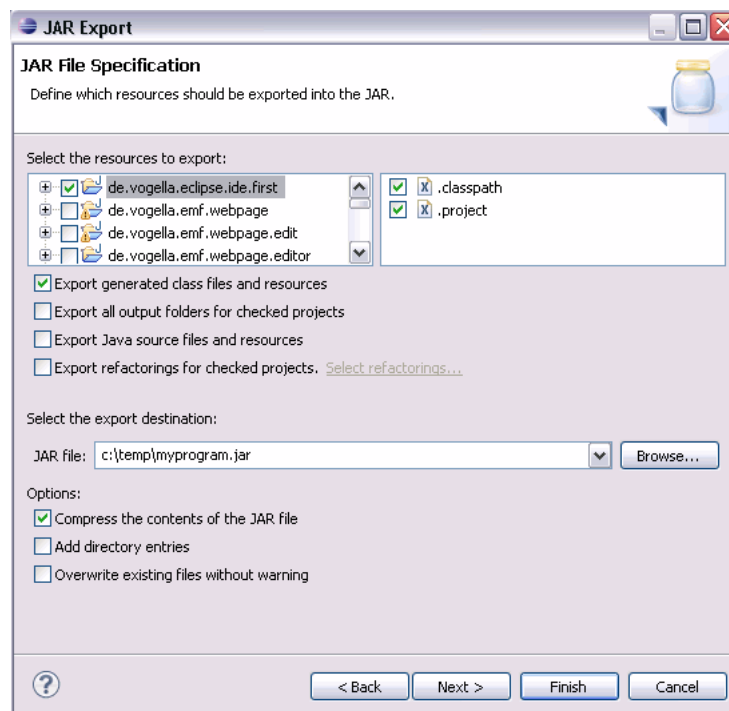 JAR Export
JAR File Specification
Define which resources should be exported into the JAR.
Select the resources to export:
de.vogella.eclipse.ide.first
de.vogella.emf.webpage
de.vogella.emf.webpage.edit
de.vogella.emf.webpage.editor
.classpath
.project
Export generated class files and resources
Export all output folders for checked projects
Export Java source files and resources
Export refactorings for checked projects. Select refactorings...
Select the export destination:
JAR file: c:\temp\myprogram.jar Browse...
Options:
Compress the contents of the JAR file
Add directory entries
Overwrite existing files without warning
? < Back Next > Finish Cancel